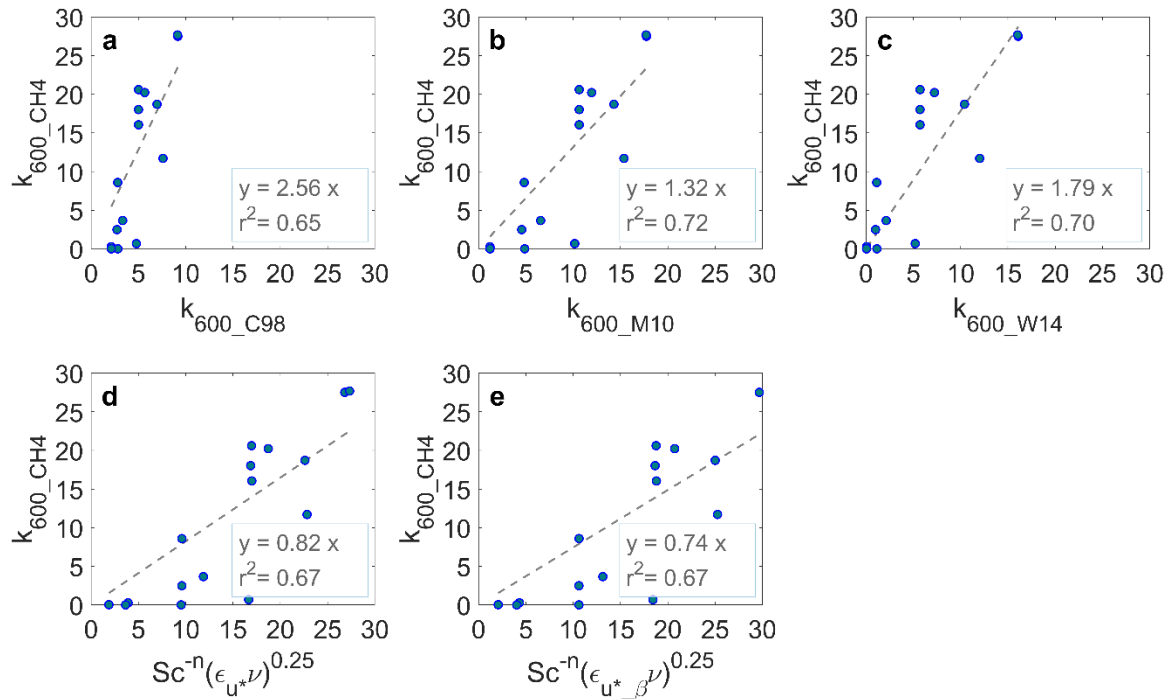 a
30
25
20
15
10
5
0
k600_CH4
y = 2.56 x
r2= 0.65
0 5 10 15 20 25 30
k600_C98
b
30
25
20
15
10
5
0
k600_CH4
y = 1.32 x
r2= 0.72
0 5 10 15 20 25 30
k600_M10
c
30
25
20
15
10
5
0
k600_CH4
y = 1.79 x
r2= 0.70
0 5 10 15 20 25 30
k600_W14
d
30
25
20
15
10
5
0
k600_CH4
y = 0.82 x
r2= 0.67
0 5 10 15 20 25 30
Sc-n(ϵu*ν)0.25
e
30
25
20
15
10
5
0
k600_CH4
y = 0.74 x
r2= 0.67
0 5 10 15 20 25 30
Sc-n(ϵu*_βν)0.25